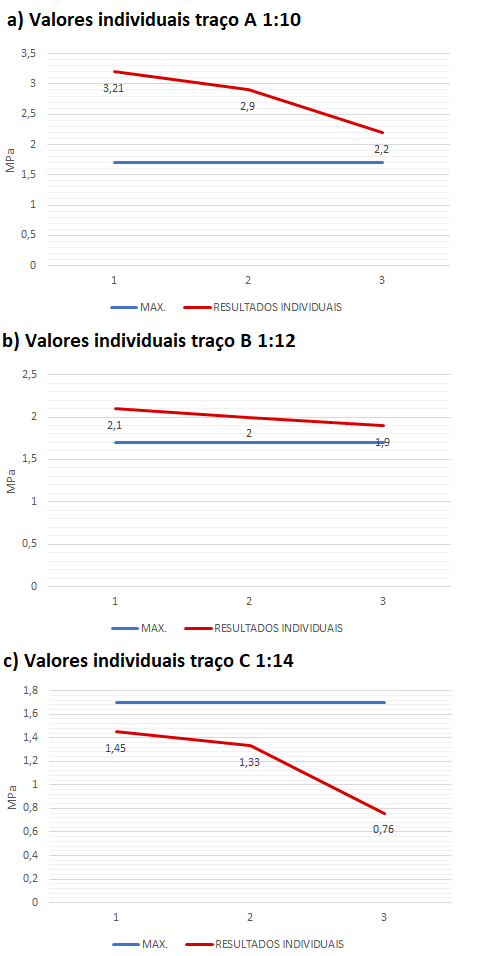 a) Valores individuais traço A 1:10
3,5
3
2,5
2
1,5
1
0,5
0
MPa
3,21
2,9
2,2
1 2 3
MAX. RESULTADOS INDIVIDUAIS
b) Valores individuais traço B 1:12
2,5
2
1,5
1
0,5
0
MPa
2,1
2
1,9
1 2 3
MAX. RESULTADOS INDIVIDUAIS
c) Valores individuais traço C 1:14
1,8
1,6
1,4
1,2
1
0,8
0,6
0,4
0,2
0
MPa
1,45
1,33
0,76
1 2 3
MAX. RESULTADOS INDIVIDUAIS